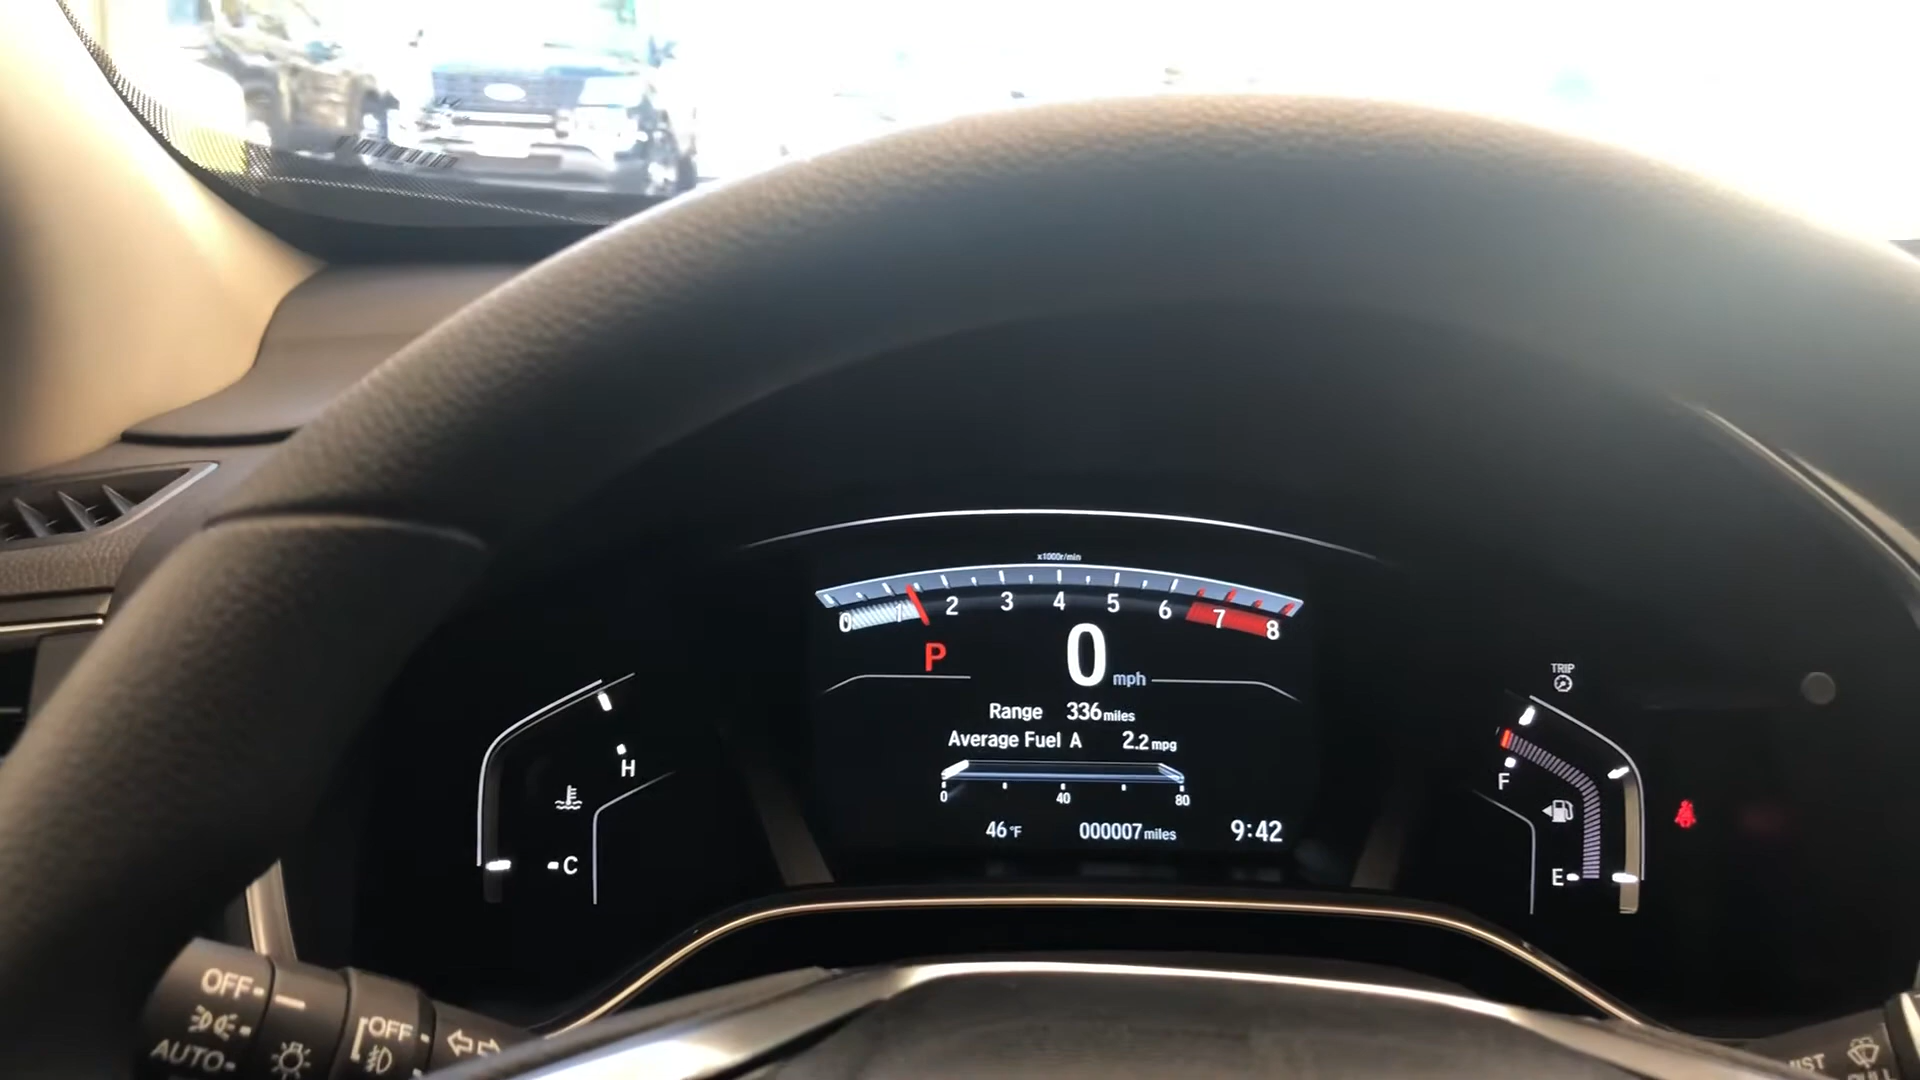 x1000r/min
0 1 2 3 4 5 6 7 8
P 0 mph
Range 336 miles
Average Fuel A 2.2 mpg
0 40 80
46°F 000007 miles 9:42
H
C
TRIP
F
E
OFF
AUTO
OFF